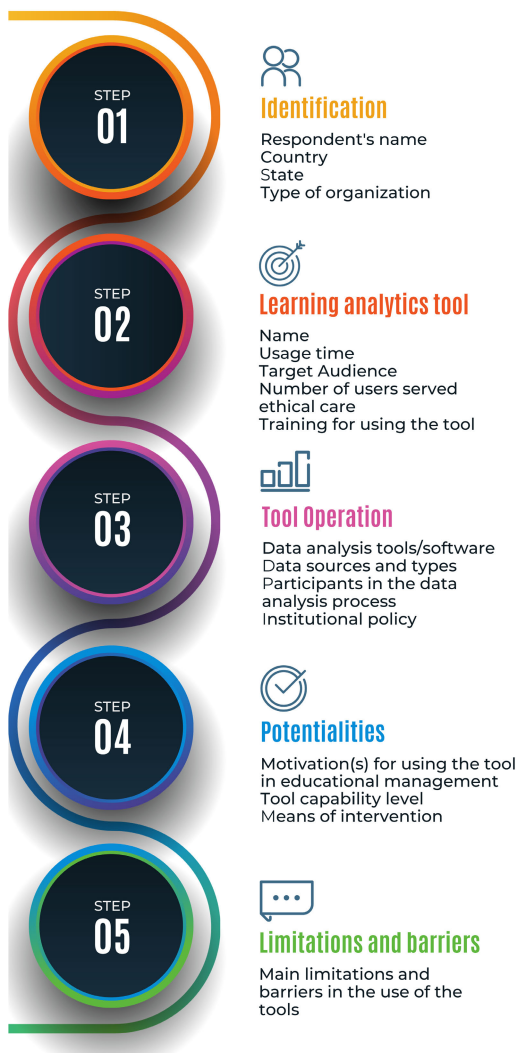 STEP
01
Identification
Respondent's name
Country
State
Type of organization
STEP
02
Learning analytics tool
Name
Usage time
Target Audience
Number of users served
ethical care
Training for using the tool
STEP
03
Tool Operation
Data analysis tools/software
Data sources and types
Participants in the data
analysis process
Institutional policy
STEP
04
Potentialities
Motivation(s) for using the tool
in educational management
Tool capability level
Means of intervention
STEP
05
Limitations and barriers
Main limitations and
barriers in the use of the
tools